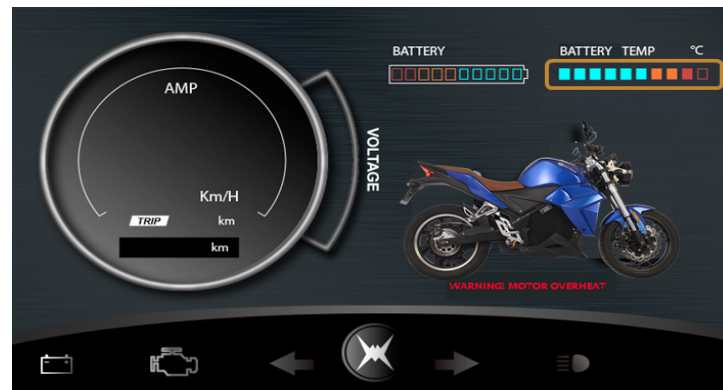 BATTERY
BATTERY TEMP °C
AMP
VOLTAGE
Km/H
TRIP km
km
WARNING: MOTOR OVERHEAT
- +